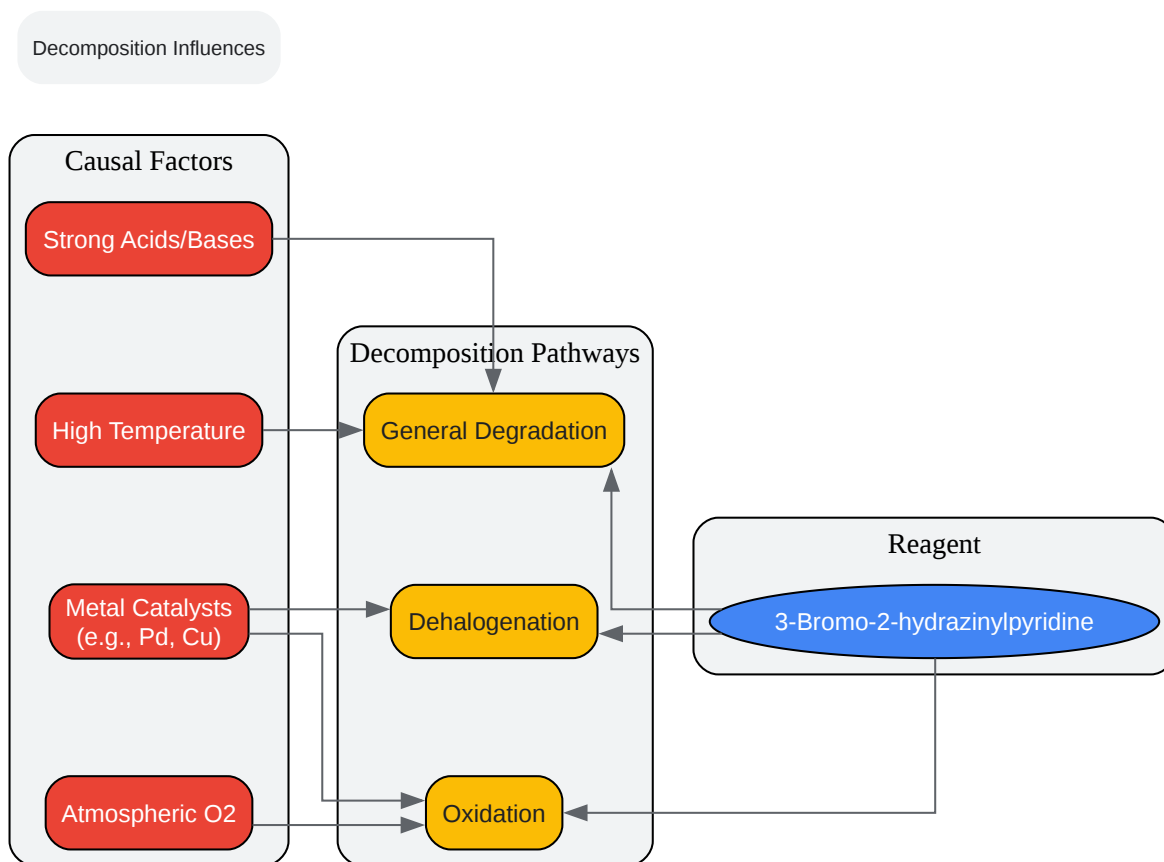 Decomposition Influences
Causal Factors
Strong Acids/Bases
Decomposition Pathways
High Temperature
General Degradation
Reagent
Metal Catalysts
(e.g., Pd, Cu)
Dehalogenation
3-Bromo-2-hydrazinylpyridine
Atmospheric O2
Oxidation